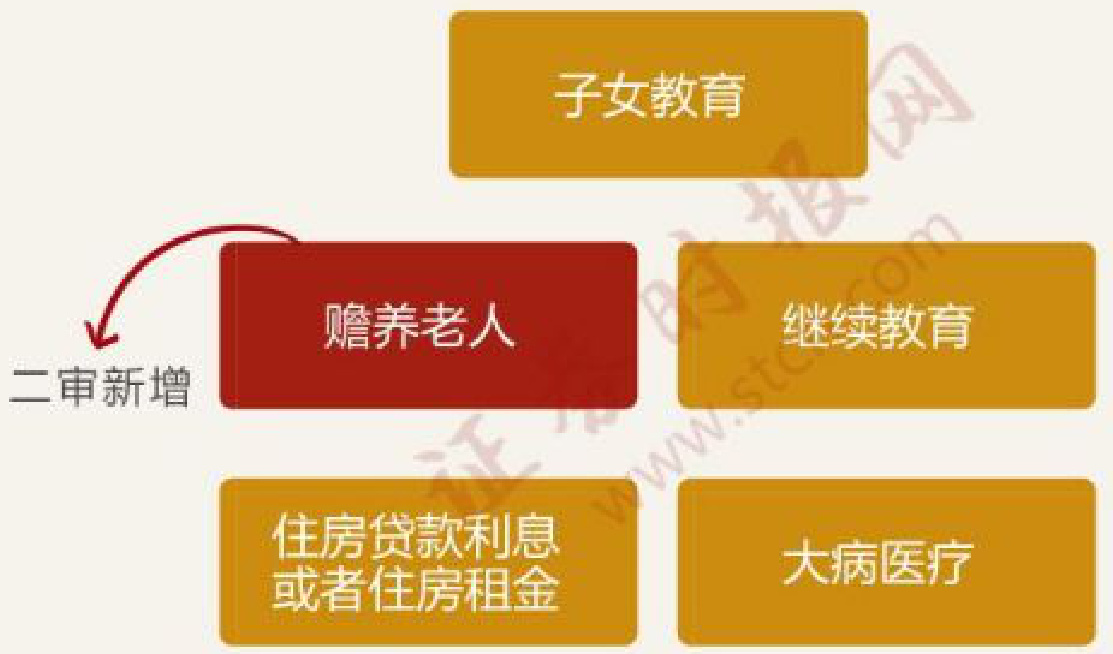 子女教育
赡养老人
继续教育
二审新增
住房贷款利息
或者住房租金
大病医疗
证券时报网
www.stcn.com